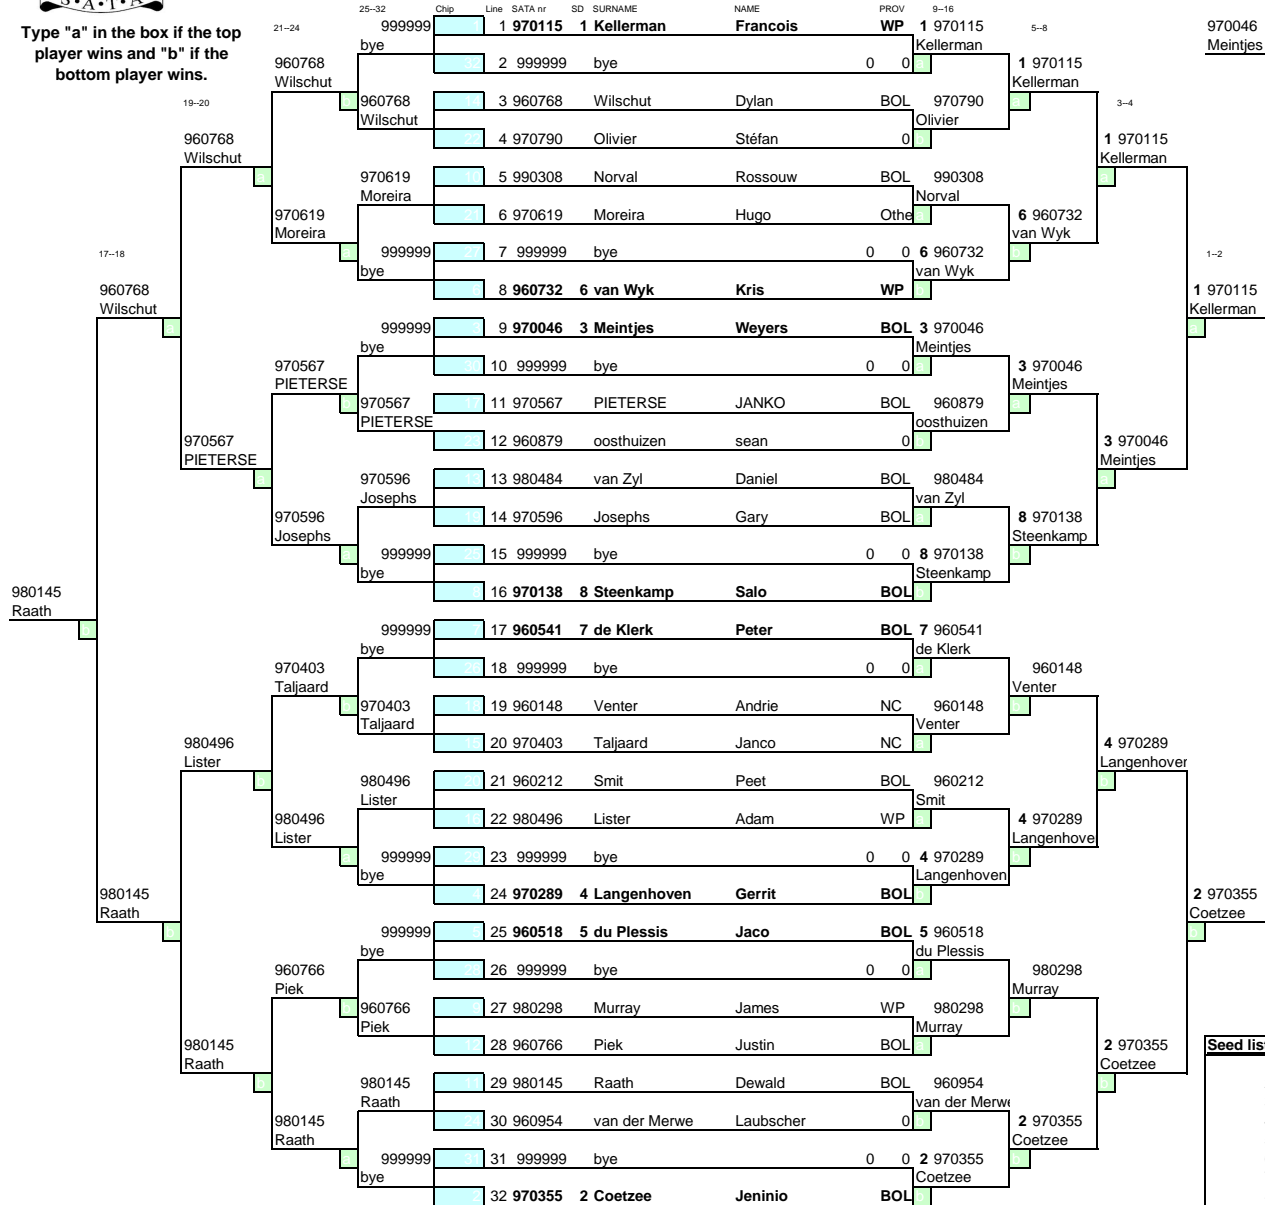 S A T A
Type "a" in the box if the top
player wins and "b" if the
bottom player wins.
25--32 Chip Line SATA nr SD SURNAME NAME PROV 9--16
21--24 5--8
19--20 3--4
17--18 1--2
999999 1 970115 1 Kellerman Francois WP 1 970115 970046
bye Kellerman Meintjes
960768 2 999999 bye 0 0 a 1 970115
Wilschut Kellerman
b 960768 3 960768 Wilschut Dylan BOL 970790 a
Wilschut Olivier
960768 4 970790 Olivier Stéfan 0 b 1 970115
Wilschut Kellerman
a 970619 5 990308 Norval Rossouw BOL 990308 a
Moreira Norval
970619 6 970619 Moreira Hugo Othe a 6 960732
Moreira van Wyk
a 999999 7 999999 bye 0 0 6 960732 b
bye van Wyk
960768 8 960732 6 van Wyk Kris WP b 1 970115
Wilschut Kellerman
a 999999 9 970046 3 Meintjes Weyers BOL 3 970046 a
bye Meintjes
970567 10 999999 bye 0 0 a 3 970046
PIETERSE Meintjes
b 970567 11 970567 PIETERSE JANKO BOL 960879 a
PIETERSE oosthuizen
970567 12 960879 oosthuizen sean 0 b 3 970046
PIETERSE Meintjes
a 970596 13 980484 van Zyl Daniel BOL 980484 a
Josephs van Zyl
970596 14 970596 Josephs Gary BOL a 8 970138
Josephs Steenkamp
a 999999 15 999999 bye 0 0 8 970138 b
bye Steenkamp
980145 16 970138 8 Steenkamp Salo BOL b
Raath
b 999999 17 960541 7 de Klerk Peter BOL 7 960541
bye de Klerk
970403 18 999999 bye 0 0 a 960148
Taljaard Venter
b 970403 19 960148 Venter Andrie NC 960148 b
Taljaard Venter
980496 20 970403 Taljaard Janco NC a 4 970289
Lister Langenhover
b 980496 21 960212 Smit Peet BOL 960212 b
Lister Smit
980496 22 980496 Lister Adam WP a 4 970289
Lister Langenhove
a 999999 23 999999 bye 0 0 4 970289 b
bye Langenhoven
980145 24 970289 4 Langenhoven Gerrit BOL b 2 970355
Raath Coetzee
b 999999 25 960518 5 du Plessis Jaco BOL 5 960518 b
bye du Plessis
960766 26 999999 bye 0 0 a 980298
Piek Murray
b 960766 27 980298 Murray James WP 980298 b
Piek Murray
980145 28 960766 Piek Justin BOL a 2 970355 Seed lis
Raath Coetzee
b 980145 29 980145 Raath Dewald BOL 960954 b
Raath van der Merwe
980145 30 960954 van der Merwe Laubscher 0 b 2 970355
Raath Coetzee
a 999999 31 999999 bye 0 0 2 970355 b
bye Coetzee
32 970355 2 Coetzee Jeninio BOL b